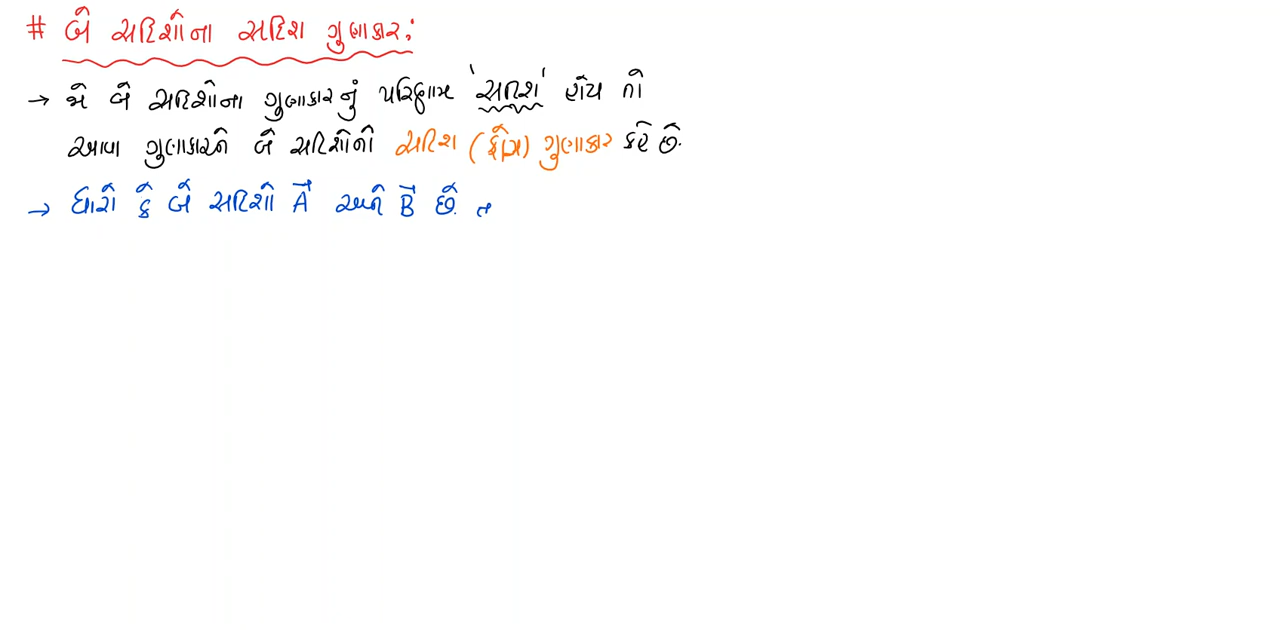 # બે સદિશોના સદિશ ગુણાકાર:
→ જો બે સદિશોના ગુણાકારનું પરિણામ 'સદિશ' હોય તો
આવા ગુણાકારને બે સદિશોનો સદિશ (ક્રોસ) ગુણાકાર કહે છે.
→ ધારો કે બે સદિશો A⃗ અને B⃗ છે.